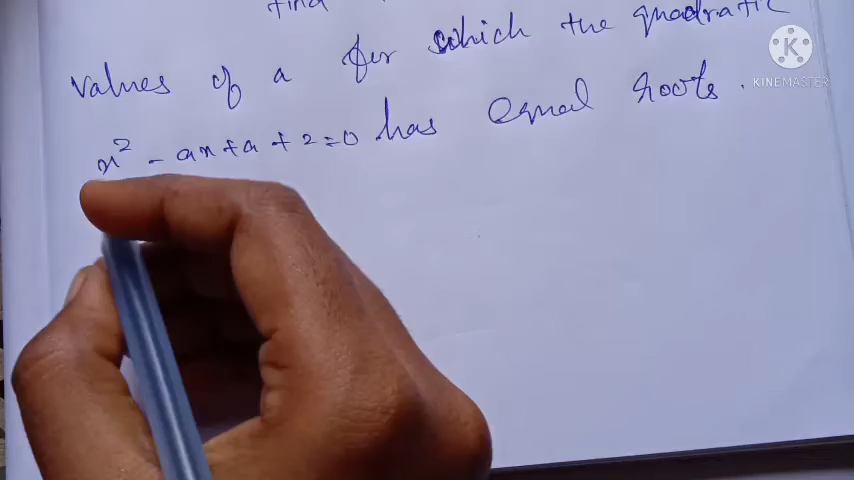 find
values of a for which the quadratic
x² - ax + a + 2 = 0 has equal roots.
K
KINEMASTER